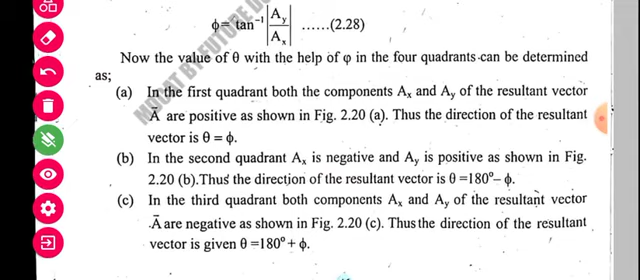 ϕ = tan⁻¹ |A_y / A_x| ......(2.28)
Now the value of θ with the help of φ in the four quadrants can be determined
as;
(a) In the first quadrant both the components Aₓ and A_y of the resultant vector
A̅ are positive as shown in Fig. 2.20 (a). Thus the direction of the resultant
vector is θ = ϕ.
(b) In the second quadrant Aₓ is negative and A_y is positive as shown in Fig.
2.20 (b).Thus the direction of the resultant vector is θ =180°– ϕ.
(c) In the third quadrant both components Aₓ and A_y of the resultant vector
A̅ are negative as shown in Fig. 2.20 (c). Thus the direction of the resultant
vector is given θ =180° + ϕ.